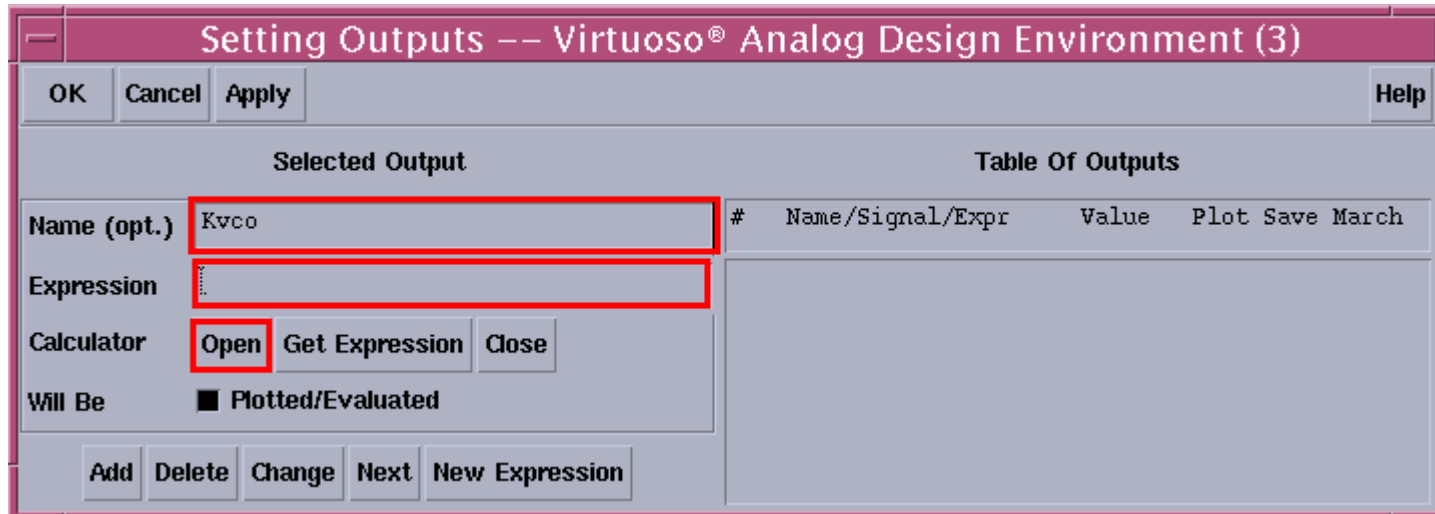 Setting Outputs –– Virtuoso® Analog Design Environment (3)
OK Cancel Apply Help
Selected Output
Name (opt.) Kvco
Expression
Calculator Open Get Expression Close
Will Be Plotted/Evaluated
Add Delete Change Next New Expression
Table Of Outputs
# Name/Signal/Expr Value Plot Save March